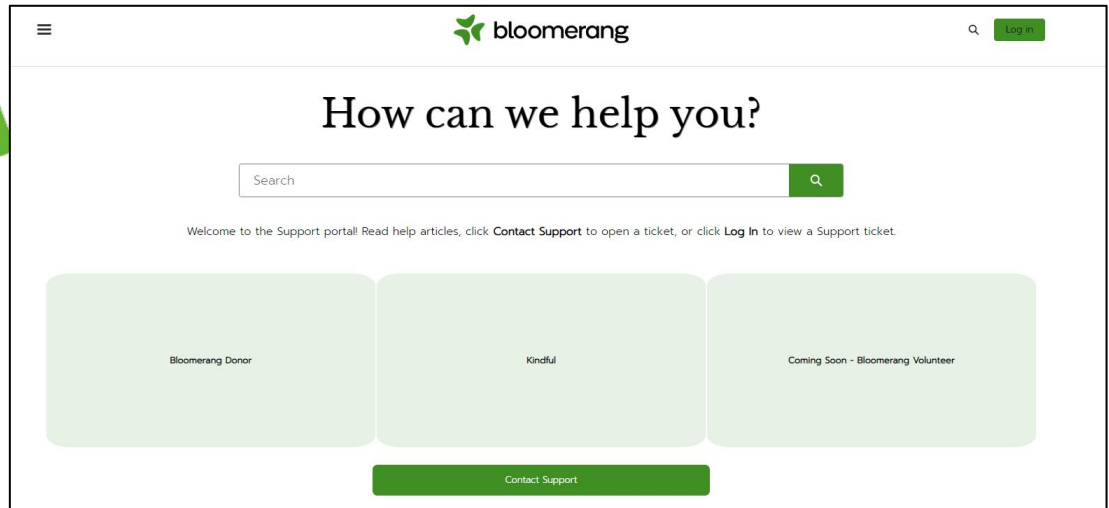 bloomerang
Log in
How can we help you?
Search
Welcome to the Support portal! Read help articles, click Contact Support to open a ticket, or click Log In to view a Support ticket.
Bloomerang Donor
Kindful
Coming Soon - Bloomerang Volunteer
Contact Support